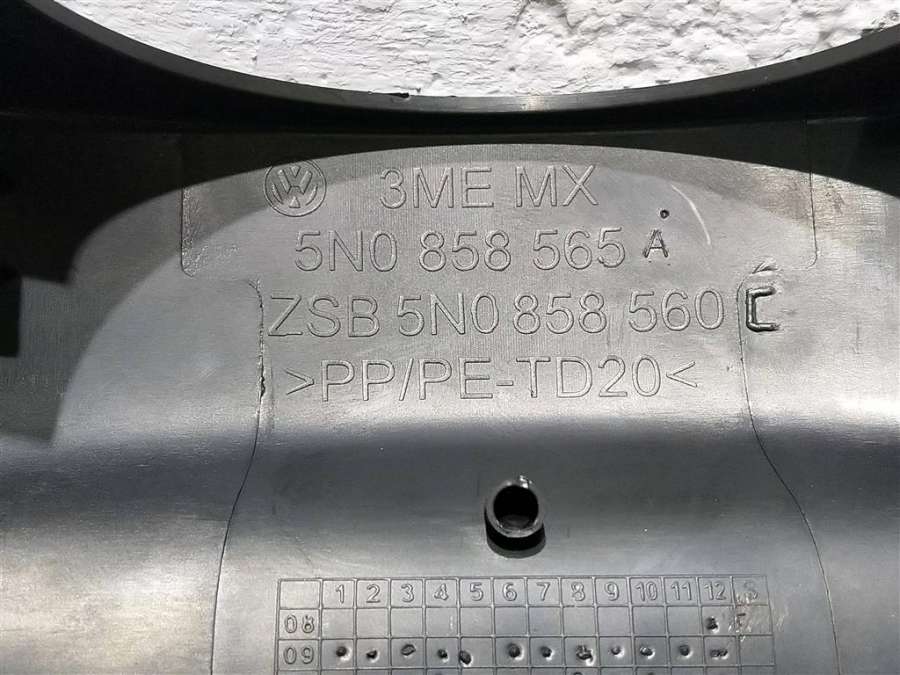 VW 3ME MX
5N0 858 565 A
ZSB 5N0 858 560 C
>PP/PE-TD20<
1 2 3 4 5 6 7 8 9 10 11 12 S
08 F
09